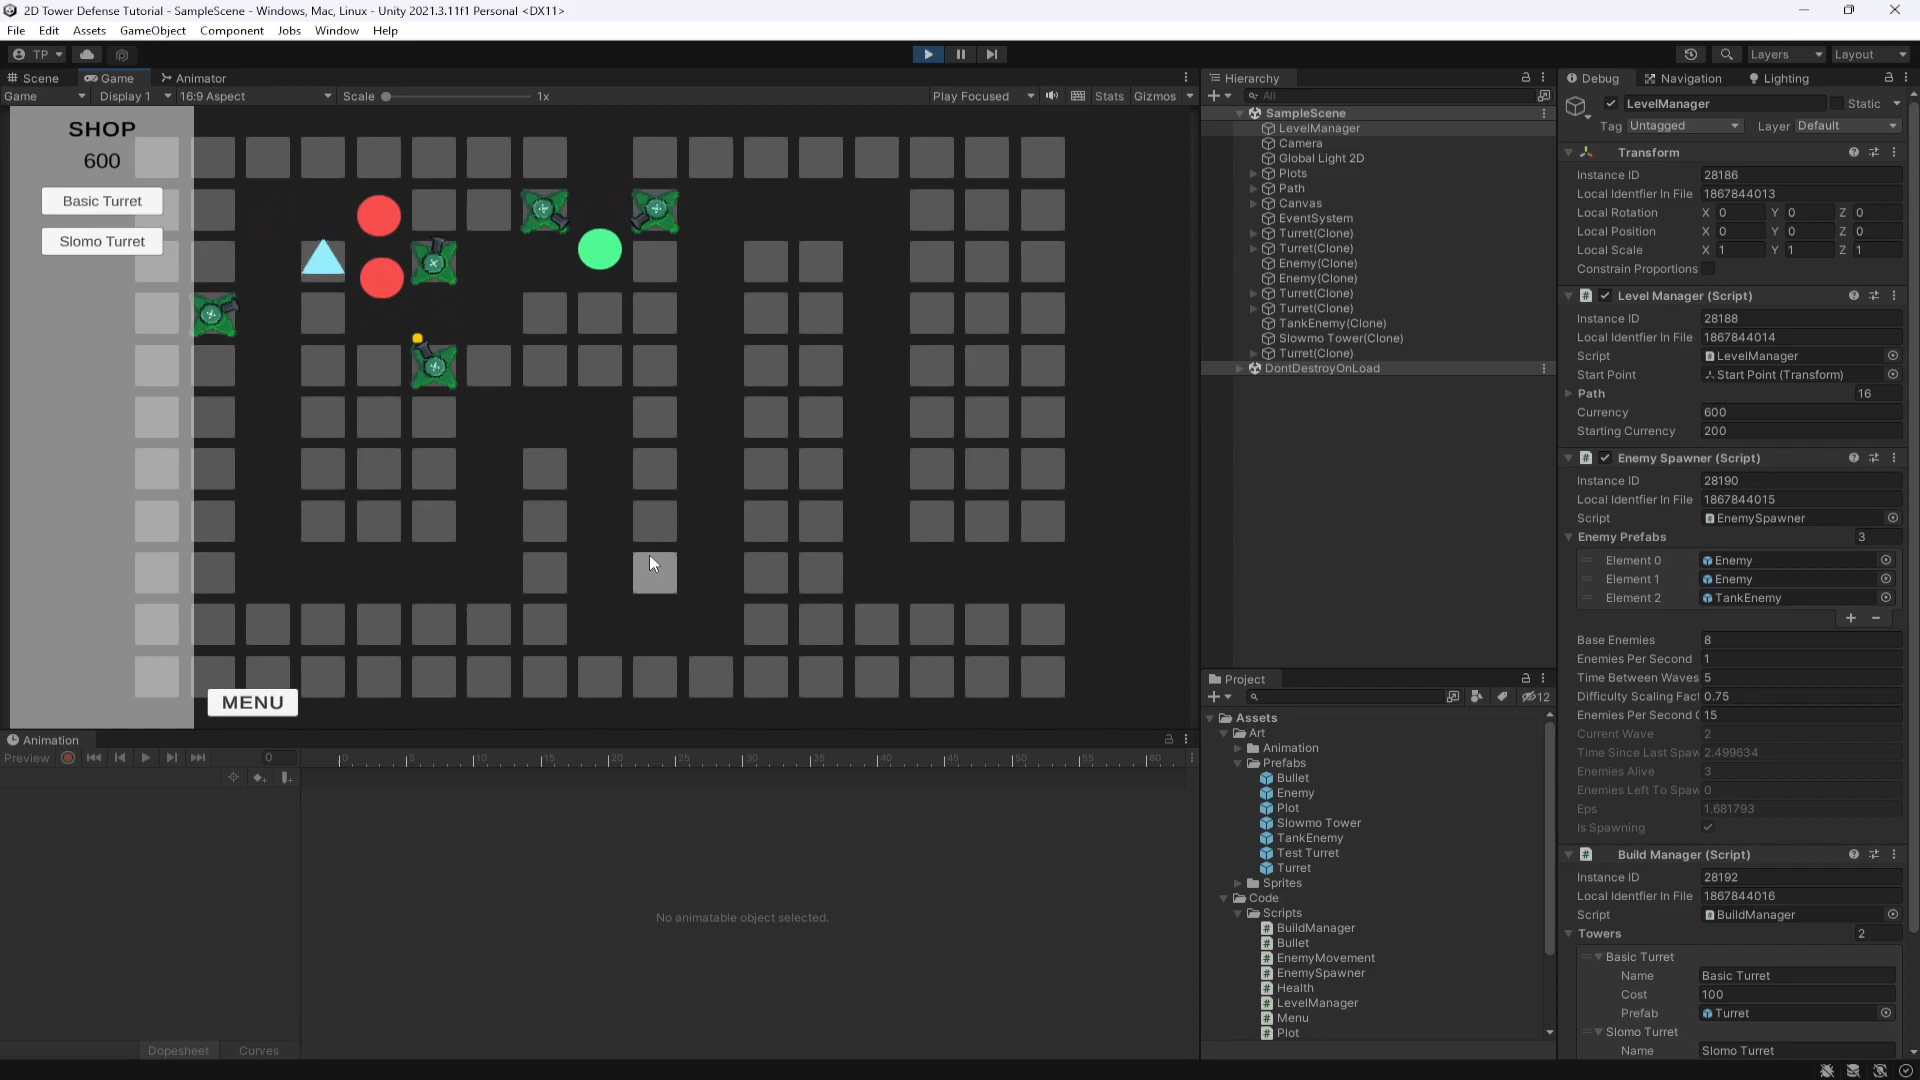 2D Tower Defense Tutorial - SampleScene - Windows, Mac, Linux - Unity 2021.3.11f1 Personal <DX11>
File Edit Assets GameObject Component Jobs Window Help
TP Layers Layout
Scene Game Animator
Game Display 1 16:9 Aspect Scale 1x Play Focused Stats Gizmos
SHOP
600
Basic Turret
Slomo Turret
MENU
Hierarchy
All
SampleScene
LevelManager
Camera
Global Light 2D
Plots
Path
Canvas
EventSystem
Turret(Clone)
Turret(Clone)
Enemy(Clone)
Enemy(Clone)
Turret(Clone)
Turret(Clone)
TankEnemy(Clone)
Slowmo Tower(Clone)
Turret(Clone)
DontDestroyOnLoad
Debug Navigation Lighting
LevelManager Static
Tag Untagged Layer Default
Transform
Instance ID 28186
Local Identfier In File 1867844013
Local Rotation X 0 Y 0 Z 0
Local Position X 0 Y 0 Z 0
Local Scale X 1 Y 1 Z 1
Constrain Proportions
Level Manager (Script)
Instance ID 28188
Local Identfier In File 1867844014
Script LevelManager
Start Point Start Point (Transform)
Path 16
Currency 600
Starting Currency 200
Enemy Spawner (Script)
Instance ID 28190
Local Identfier In File 1867844015
Script EnemySpawner
Enemy Prefabs 3
Element 0 Enemy
Element 1 Enemy
Element 2 TankEnemy
Base Enemies 8
Enemies Per Second 1
Time Between Waves 5
Difficulty Scaling Fact 0.75
Enemies Per Second C 15
Current Wave 2
Time Since Last Spaw 2.499634
Enemies Alive 3
Enemies Left To Spaw 0
Eps 1.681793
Is Spawning
Build Manager (Script)
Instance ID 28192
Local Identfier In File 1867844016
Script BuildManager
Towers 2
Basic Turret
Name Basic Turret
Cost 100
Prefab Turret
Slomo Turret
Name Slomo Turret
Project
12
Assets
Art
Animation
Prefabs
Bullet
Enemy
Plot
Slowmo Tower
TankEnemy
Test Turret
Turret
Sprites
Code
Scripts
BuildManager
Bullet
EnemyMovement
EnemySpawner
Health
LevelManager
Menu
Plot
Animation
Preview 0 0 5 10 15 20 25 30 35 40 45 50 55 60
No animatable object selected.
Dopesheet Curves